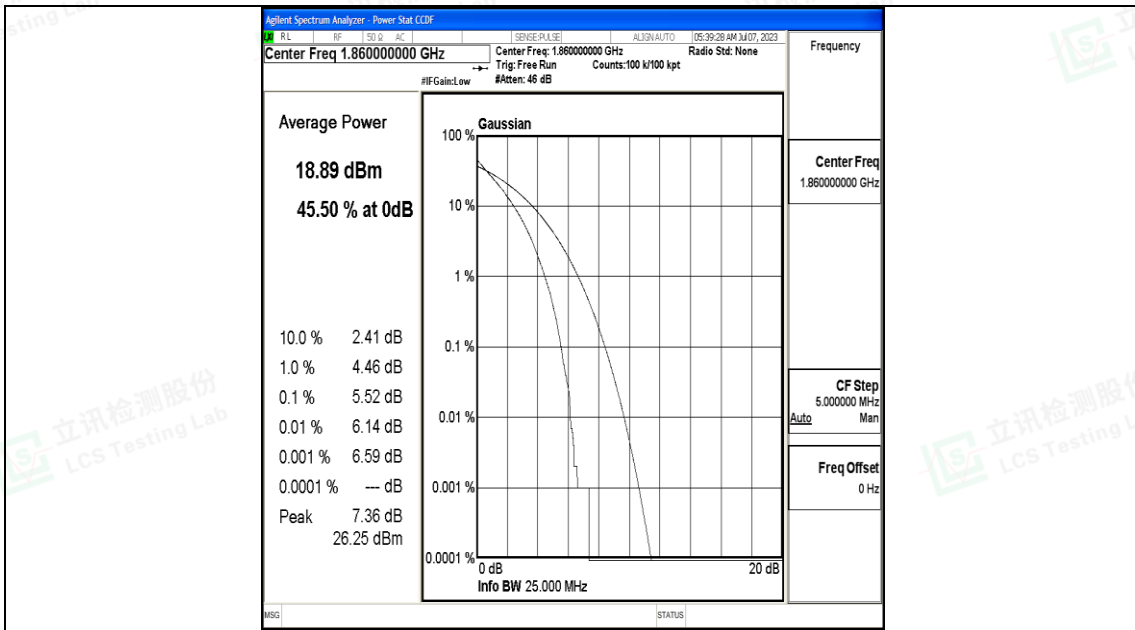 Agilent Spectrum Analyzer - Power Stat CCDF
RL RF 50 Ω AC SENSE:PULSE ALIGN AUTO 05:39:28 AM Jul 07, 2023
Center Freq 1.860000000 GHz
Center Freq: 1.860000000 GHz Radio Std: None
Trig: Free Run Counts:100 k/100 kpt
#IFGain:Low #Atten: 46 dB
Frequency
Average Power
18.89 dBm
45.50 % at 0dB
10.0 % 2.41 dB
1.0 % 4.46 dB
0.1 % 5.52 dB
0.01 % 6.14 dB
0.001 % 6.59 dB
0.0001 % --- dB
Peak 7.36 dB
26.25 dBm
Gaussian
100 %
10 %
1 %
0.1 %
0.01 %
0.001 %
0.0001 %
0 dB 20 dB
Info BW 25.000 MHz
Center Freq
1.860000000 GHz
CF Step
5.000000 MHz
Auto Man
Freq Offset
0 Hz
MSG STATUS
立讯检测股份
LCS Testing Lab
立讯检测股份
LCS Testing L